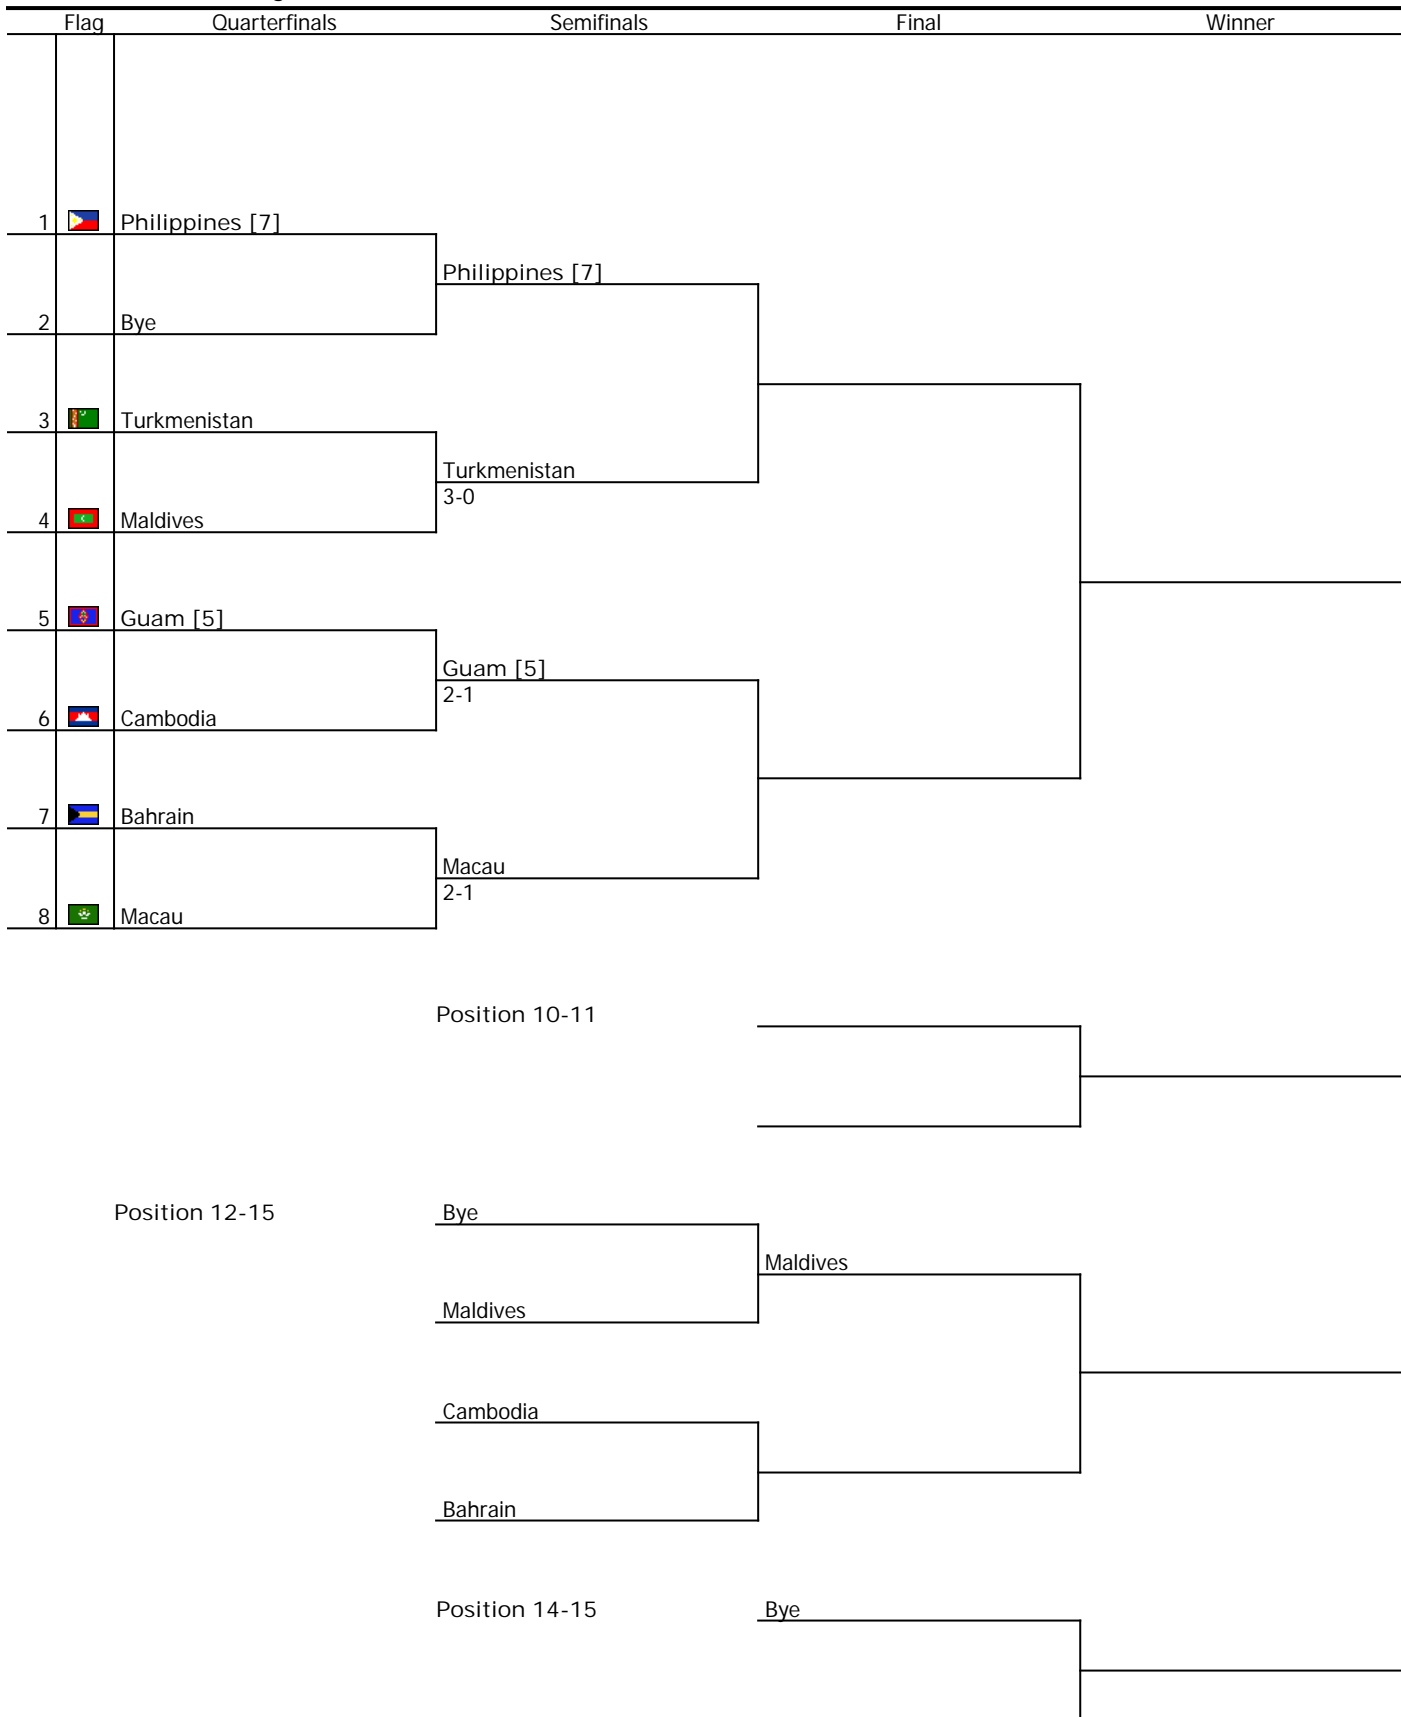 Flag Quarterfinals Semifinals Final Winner
1 Philippines [7]
Philippines [7]
2 Bye
3 Turkmenistan
Turkmenistan
3-0
4 Maldives
5 Guam [5]
Guam [5]
2-1
6 Cambodia
7 Bahrain
Macau
2-1
8 Macau
Position 10-11
Position 12-15 Bye
Maldives
Maldives
Cambodia
Bahrain
Position 14-15 Bye